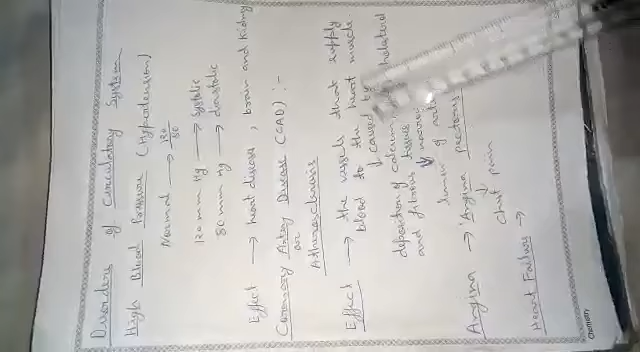 Disorders of Circulatory System
High Blood Pressure (Hypertension)
Normal → 120/80
120 mm Hg → Systolic
80 mm Hg → diastolic
Effect → heart disease, brain and kidney
Coronary Artery Disease (CAD) :-
or
Atherosclerosis
Effect → the vessels that supply
blood to the heart muscle
↓ caused by
deposition of calcium,
and fibrous tissues
↓ narrow
lumen of
Angina → 'Angina pectoris'
↓
Chest pain
Heart Failure →
Chemistry